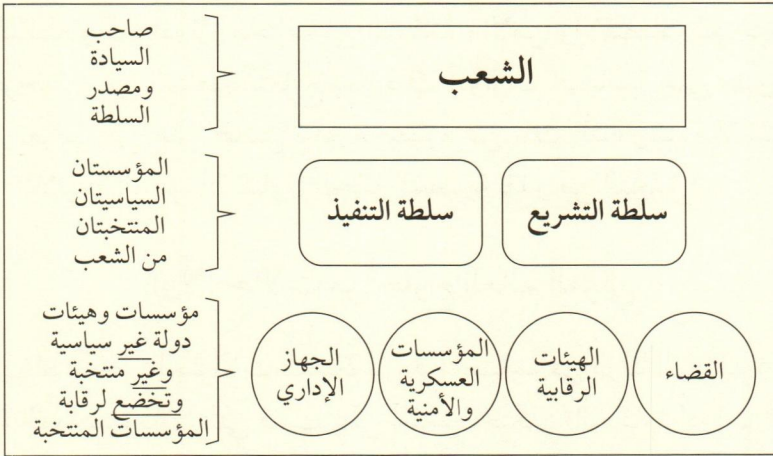 صاحب
السيادة
ومصدر
السلطة
الشعب
المؤسستان
السياسيتان
المنتخبتان
من الشعب
سلطة التشريع
سلطة التنفيذ
مؤسسات وهيئات
دولة غير سياسية
وغير منتخبة
وتخضع لرقابة
المؤسسات المنتخبة
القضاء
الهيئات
الرقابية
المؤسسات
العسكرية
والأمنية
الجهاز
الإداري